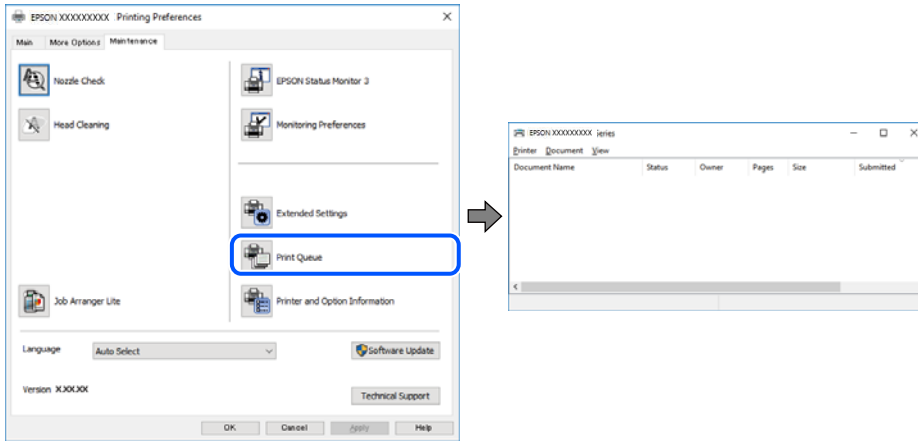 EPSON XXXXXXXXX Printing Preferences
Main More Options Maintenance
Nozzle Check
EPSON Status Monitor 3
Head Cleaning
Monitoring Preferences
Extended Settings
Print Queue
Job Arranger Lite
Printer and Option Information
Language Auto Select
Software Update
Version X.XX.XX
Technical Support
OK Cancel Apply Help
EPSON XXXXXXXXX
Printer Document View
Document Name Status Owner Pages Size Submitted